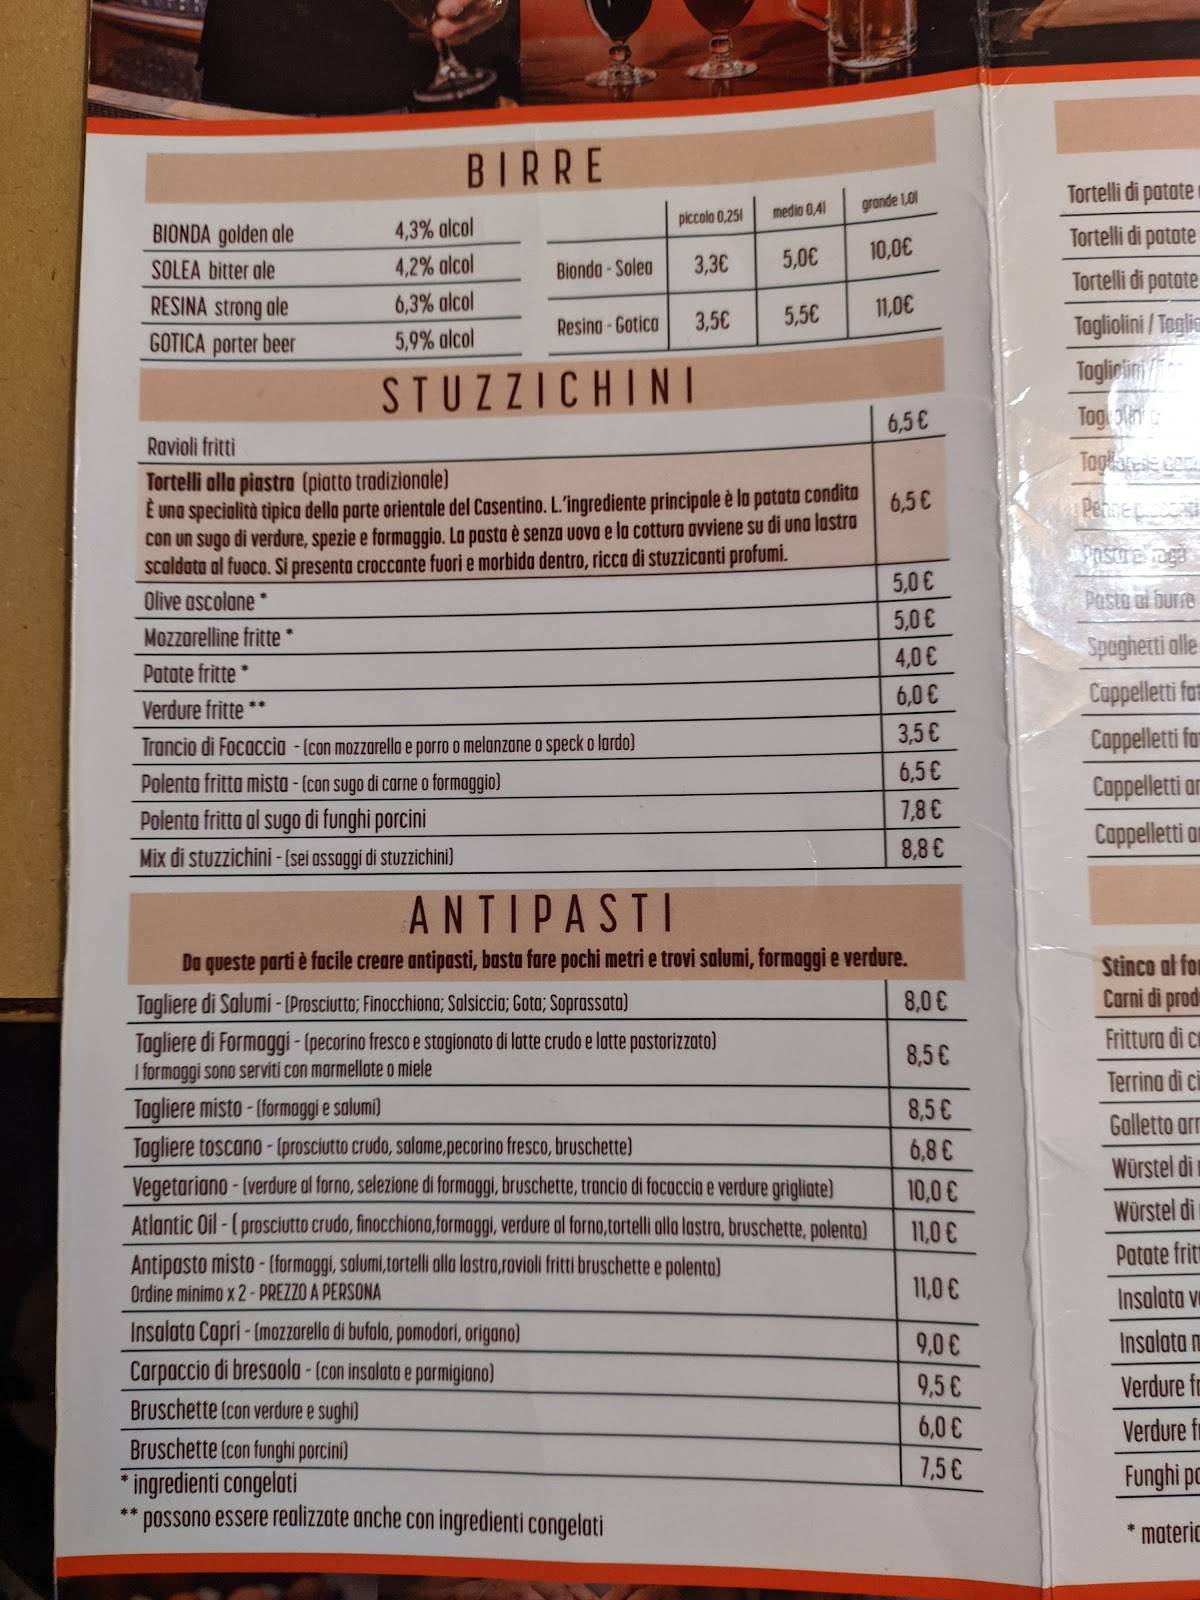 BIRRE
BIONDA golden ale 4,3% alcol
SOLEA bitter ale 4,2% alcol
RESINA strong ale 6,3% alcol
GOTICA porter beer 5,9% alcol
piccola 0,25l media 0,4l grande 1,0l
Bionda - Solea 3,3€ 5,0€ 10,0€
Resina - Gotica 3,5€ 5,5€ 11,0€
STUZZICHINI
Ravioli fritti 6,5 €
Tortelli alla piastra (piatto tradizionale)
È una specialità tipica della parte orientale del Casentino. L'ingrediente principale è la patata condita 6,5 €
con un sugo di verdure, spezie e formaggio. La pasta è senza uova e la cottura avviene su di una lastra
scaldata al fuoco. Si presenta croccante fuori e morbida dentro, ricca di stuzzicanti profumi.
Olive ascolane * 5,0 €
Mozzarelline fritte * 5,0 €
Patate fritte * 4,0 €
Verdure fritte ** 6,0 €
Trancio di Focaccia - (con mozzarella e porro o melanzane o speck o lardo) 3,5 €
Polenta fritta mista - (con sugo di carne o formaggio) 6,5 €
Polenta fritta al sugo di funghi porcini 7,8 €
Mix di stuzzichini - (sei assaggi di stuzzichini) 8,8 €
ANTIPASTI
Da queste parti è facile creare antipasti, basta fare pochi metri e trovi salumi, formaggi e verdure.
Tagliere di Salumi - (Prosciutto; Finocchiona; Salsiccia; Gota; Soprassata) 8,0 €
Tagliere di Formaggi - (pecorino fresco e stagionato di latte crudo e latte pastorizzato) 8,5 €
I formaggi sono serviti con marmellate o miele
Tagliere misto - (formaggi e salumi) 8,5 €
Tagliere toscano - (prosciutto crudo, salame,pecorino fresco, bruschette) 6,8 €
Vegetariano - (verdure al forno, selezione di formaggi, bruschette, trancio di focaccia e verdure grigliate) 10,0 €
Atlantic Oil - ( prosciutto crudo, finocchiona,formaggi, verdure al forno,tortelli alla lastra, bruschette, polenta) 11,0 €
Antipasto misto - (formaggi, salumi,tortelli alla lastra,ravioli fritti bruschette e polenta) 11,0 €
Ordine minimo x 2 - PREZZO A PERSONA
Insalata Capri - (mozzarella di bufala, pomodori, origano) 9,0 €
Carpaccio di bresaola - (con insalata e parmigiano) 9,5 €
Bruschette (con verdure e sughi) 6,0 €
Bruschette (con funghi porcini) 7,5 €
* ingredienti congelati
** possono essere realizzate anche con ingredienti congelati
Tortelli di patate
Tortelli di patate
Tortelli di patate
Tagliolini /
Tagliolini /
Pasta al burro
Spaghetti alle
Cappelletti
Cappelletti
Cappelletti
Cappelletti
Stinco al
Carni di
Frittura di
Terrina di
Galletto
Würstel di
Würstel di
Patate
Insalata
Insalata
Verdure
Verdure
Funghi
*